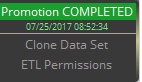 Promotion COMPLETED
07/25/2017 08:52:34
Clone Data Set
ETL Permissions